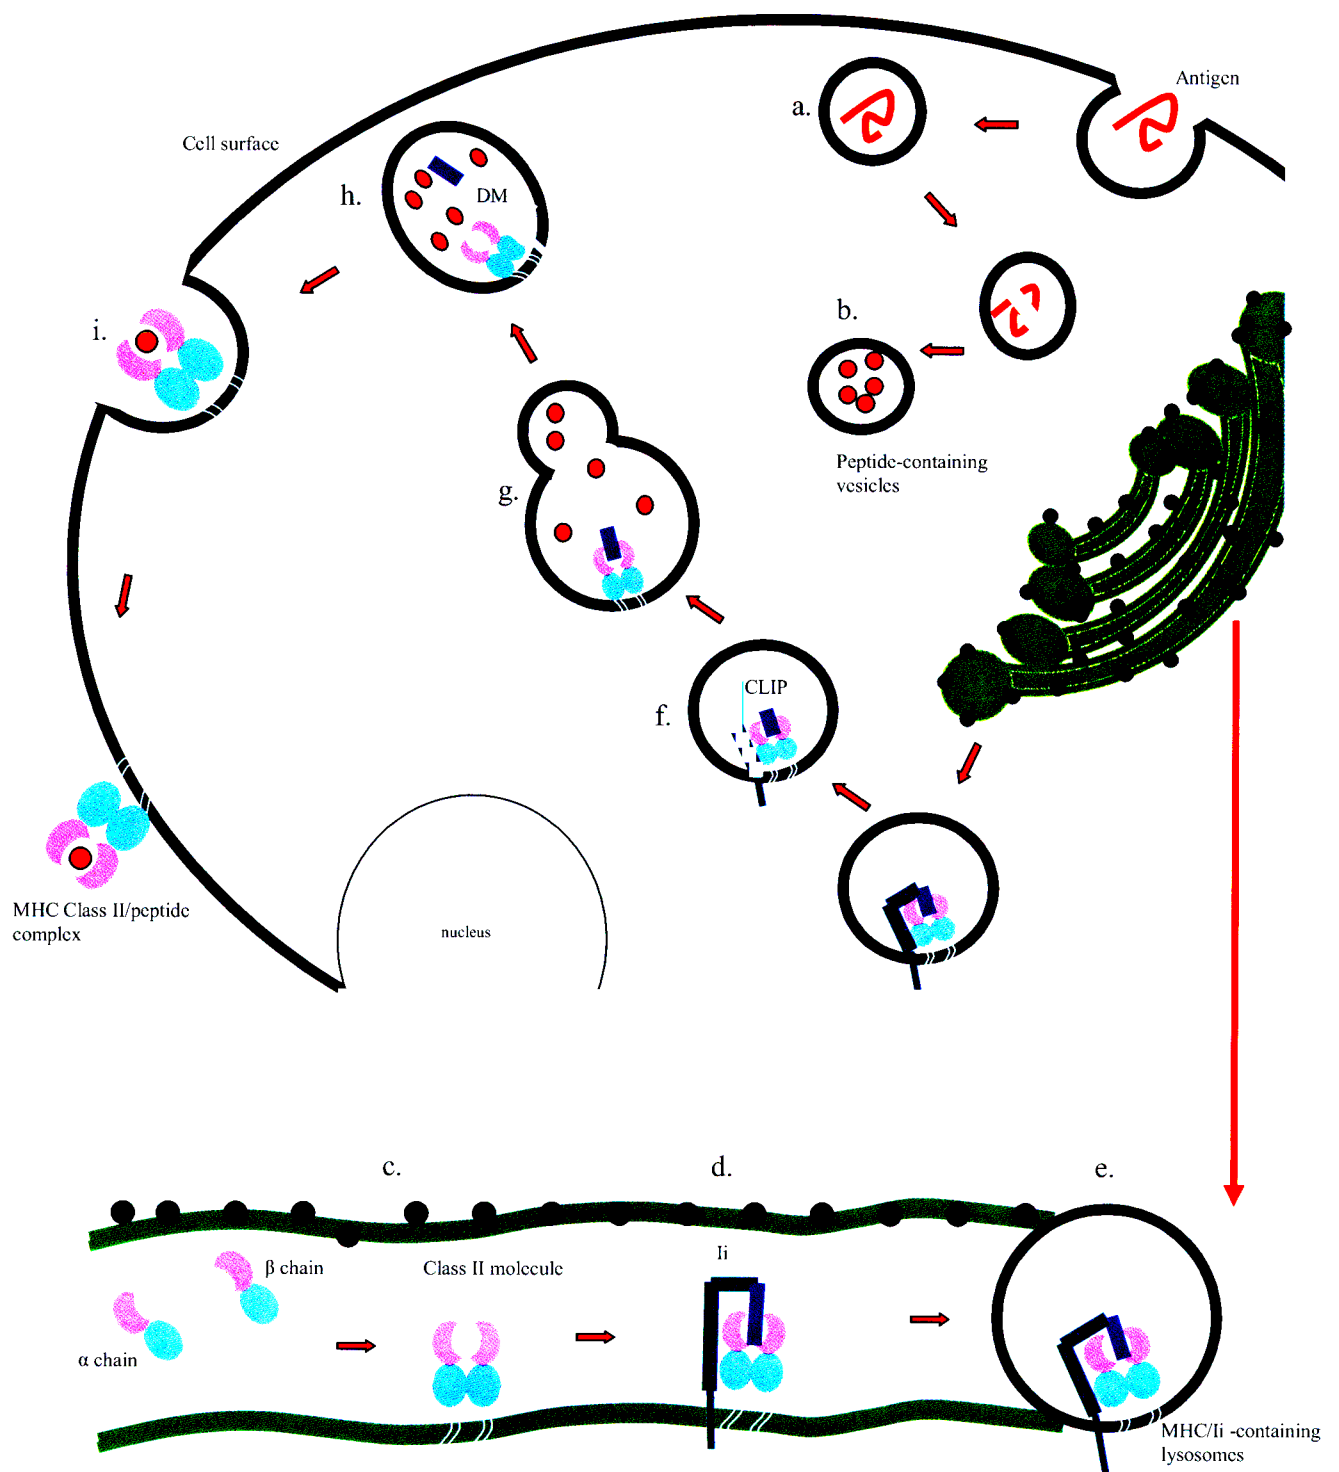 a.
Antigen
Cell surface
h.
DM
i.
b.
Peptide-containing
vesicles
g.
CLIP
f.
MHC Class II/peptide
complex
nucleus
c.
d.
e.
Ii
β chain
Class II molecule
α chain
MHC/Ii -containing
lysosomes